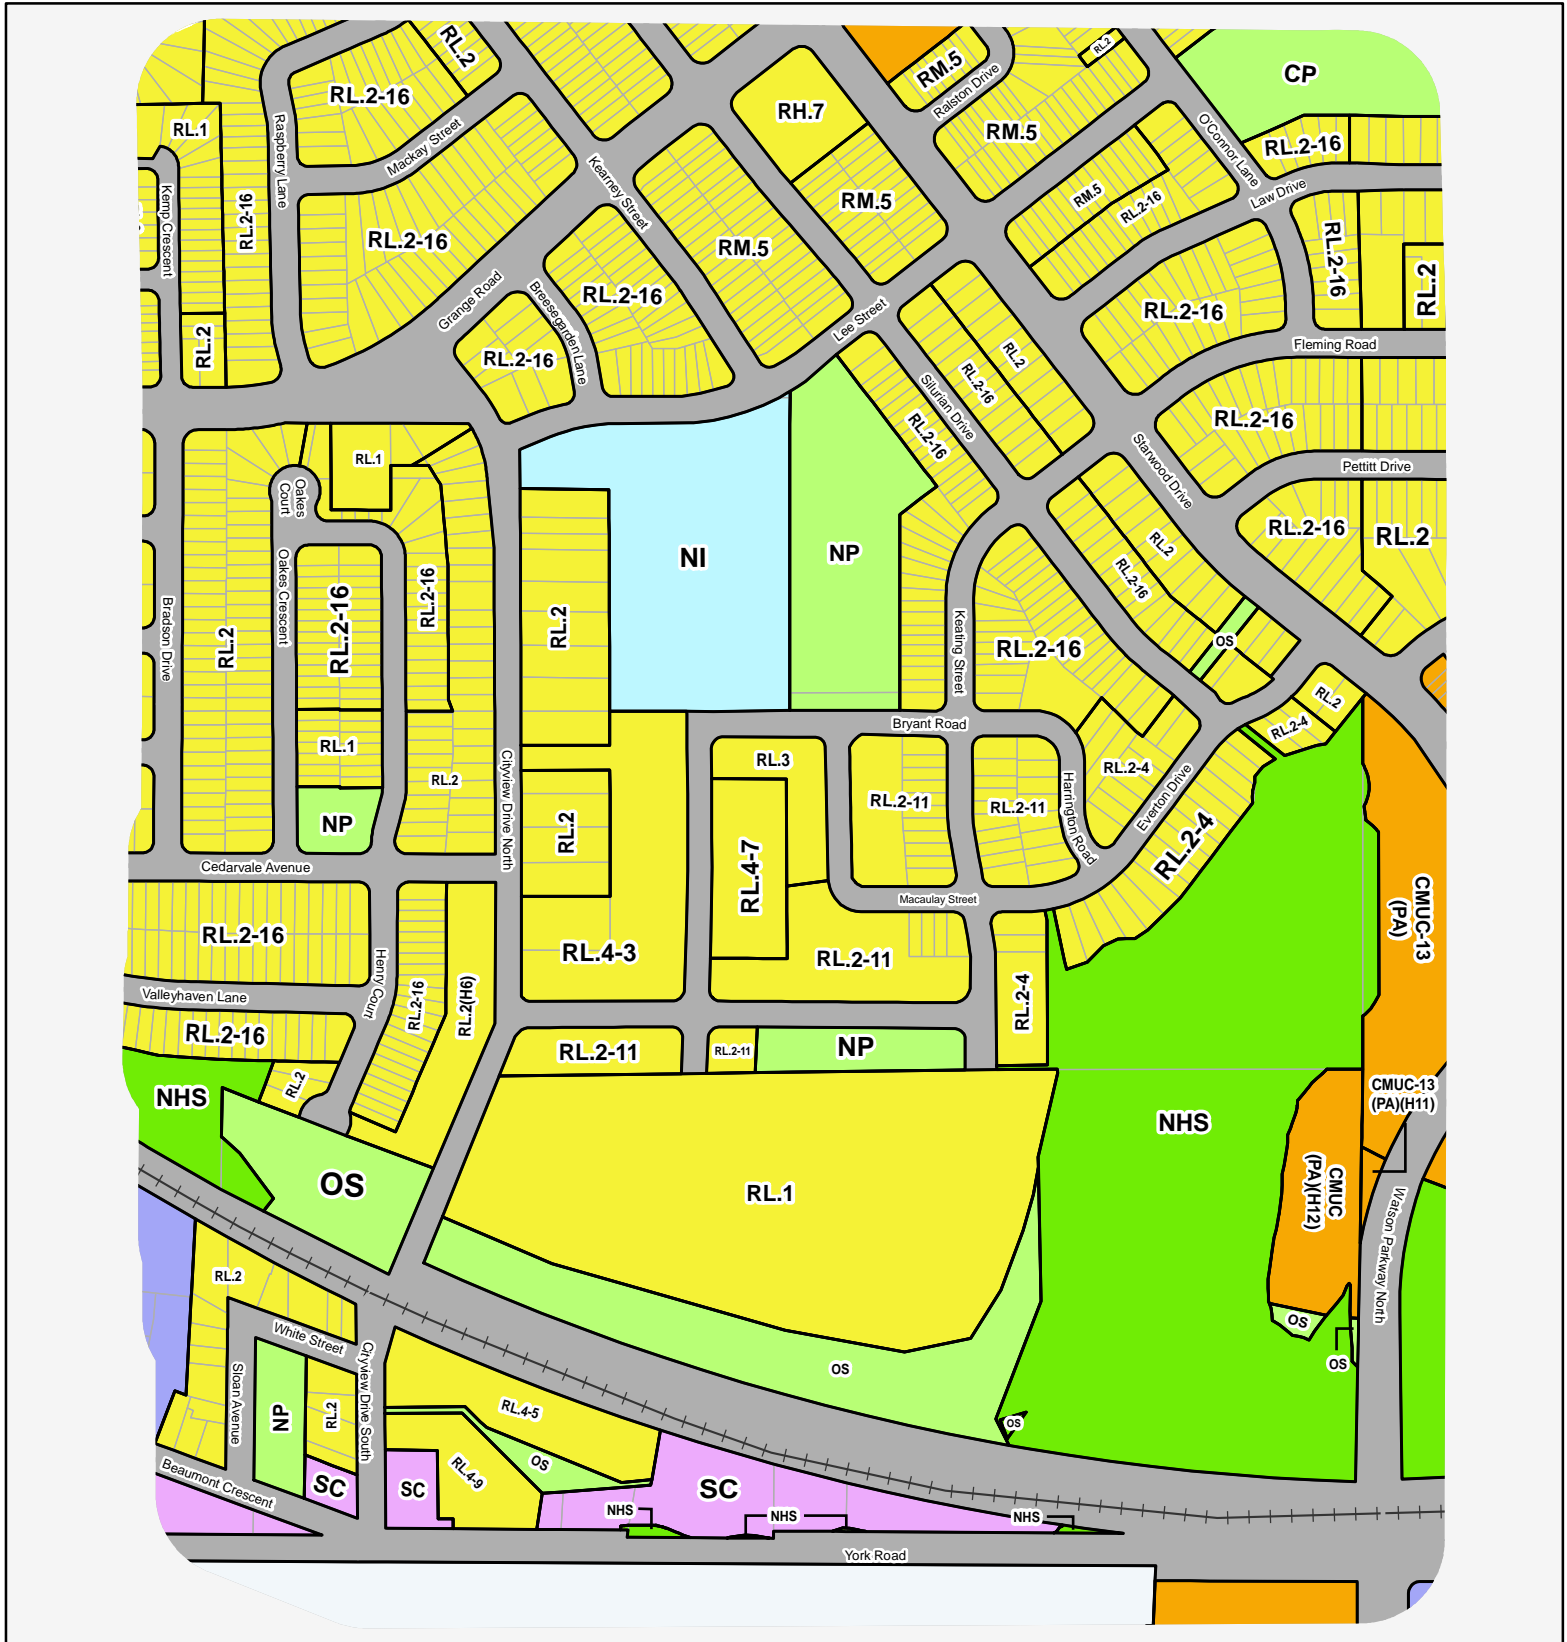 RL.2
RL.2
CP
RL.2-16
RM.5
RH.7
Ralston Drive
RM.5
RL.1
Raspberry Lane
Mackay Street
O'Connor Lane
RL.2-16
Kearney Street
RM.5
RL.2-16
Law Drive
Kemp Crescent
RL.2-16
RM.5
RL.2-16
RM.5
RL.2-16
RL.2
Grange Road
Breesegarden Lane
RL.2-16
Lee Street
RL.2-16
RL.2
RL.2-16
RL.2
Fleming Road
RL.2-16
Silurian Drive
RL.2-16
RL.2-16
RL.2-16
Starwood Drive
RL.1
Pettitt Drive
Oakes
Court
NI
NP
RL.2-16
RL.2
RL.2
RL.2-16
Oakes Crescent
RL.2-16
RL.2-16
Bradson Drive
RL.2
RL.2
Keating Street
RL.2-16
OS
RL.2
Bryant Road
RL.2-4
RL.1
RL.3
RL.2-4
RL.2
Cityview Drive North
RL.2-11
RL.2-11
Harrington Road
Everton Drive
NP
RL.2
RL.2-4
Cedarvale Avenue
RL.4-7
Macaulay Street
CMUC-13
(PA)
RL.2-16
RL.4-3
RL.2-11
Henry Court
Valleyhaven Lane
RL.2-16
RL.2(H6)
RL.2-4
RL.2-16
RL.2-11
RL.2-11
NP
RL.2
NHS
CMUC-13
(PA)(H11)
NHS
OS
RL.1
CMUC
(PA)(H12)
Watson Parkway North
RL.2
OS
White Street
OS
OS
Cityview Drive South
Sloan Avenue
NP
RL.2
RL.4-5
OS
OS
RL.4-9
Beaumont Crescent
SC
SC
SC
NHS
NHS
NHS
York Road